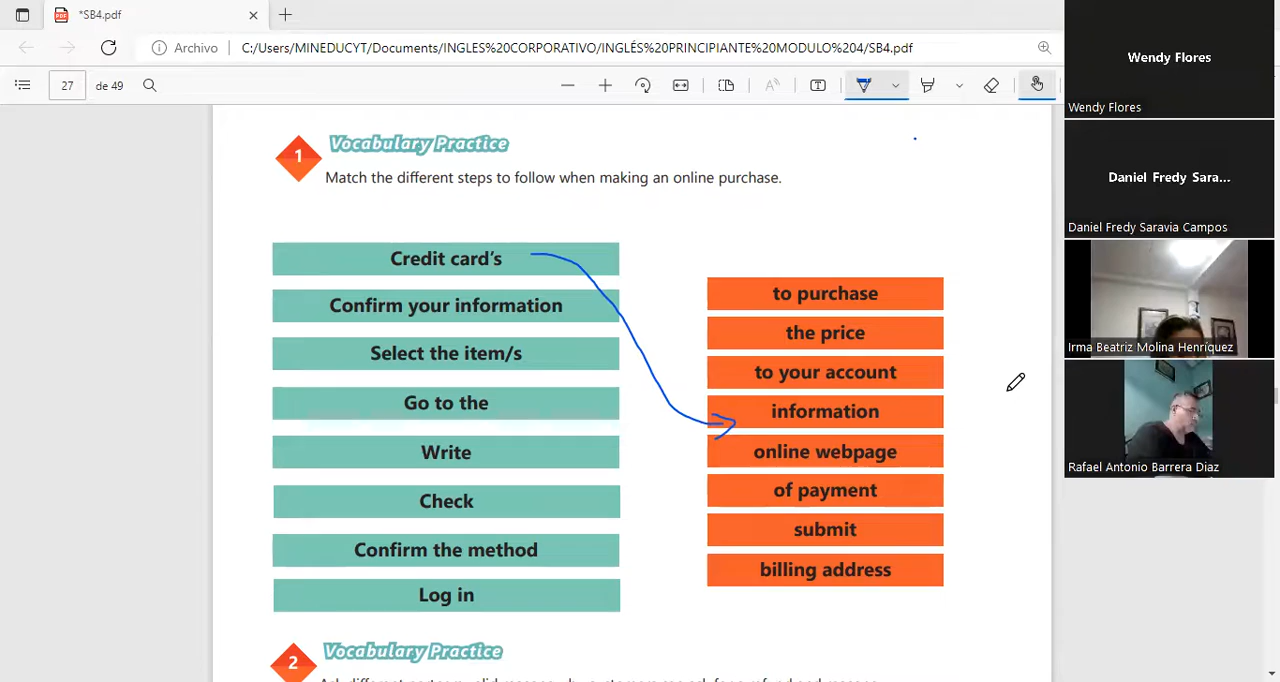 *SB4.pdf
Archivo
C:/Users/MINEDUCYT/Documents/INGLES%20CORPORATIVO/INGLÉS%20PRINCIPIANTE%20MODULO%204/SB4.pdf
27 de 49
1
Vocabulary Practice
Match the different steps to follow when making an online purchase.
Credit card's
Confirm your information
Select the item/s
Go to the
Write
Check
Confirm the method
Log in
to purchase
the price
to your account
information
online webpage
of payment
submit
billing address
2
Vocabulary Practice
Wendy Flores
Wendy Flores
Daniel Fredy Sara...
Daniel Fredy Saravia Campos
Irma Beatriz Molina Henríquez
Rafael Antonio Barrera Diaz